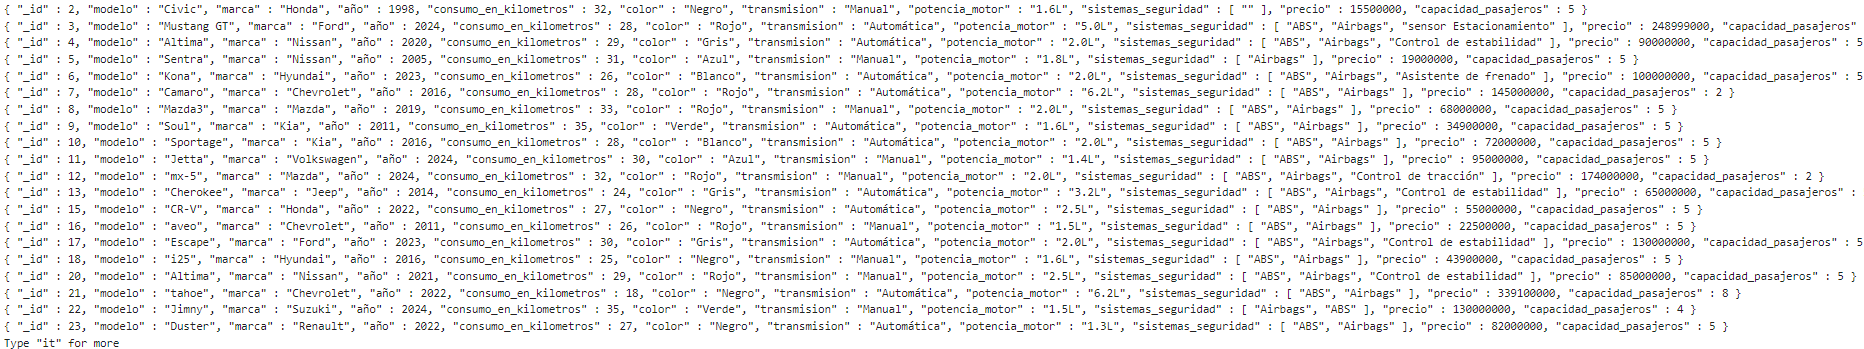 { "_id" : 2, "modelo" : "Civic", "marca" : "Honda", "año" : 1998, "consumo_en_kilometros" : 32, "color" : "Negro", "transmision" : "Manual", "potencia_motor" : "1.6L", "sistemas_seguridad" : [ "" ], "precio" : 15500000, "capacidad_pasajeros" : 5 }
{ "_id" : 3, "modelo" : "Mustang GT", "marca" : "Ford", "año" : 2024, "consumo_en_kilometros" : 28, "color" : "Rojo", "transmision" : "Automática", "potencia_motor" : "5.0L", "sistemas_seguridad" : [ "ABS", "Airbags", "sensor Estacionamiento" ], "precio" : 248999000, "capacidad_pasajeros"
{ "_id" : 4, "modelo" : "Altima", "marca" : "Nissan", "año" : 2020, "consumo_en_kilometros" : 29, "color" : "Gris", "transmision" : "Automática", "potencia_motor" : "2.0L", "sistemas_seguridad" : [ "ABS", "Airbags", "Control de estabilidad" ], "precio" : 90000000, "capacidad_pasajeros" : 5
{ "_id" : 5, "modelo" : "Sentra", "marca" : "Nissan", "año" : 2005, "consumo_en_kilometros" : 31, "color" : "Azul", "transmision" : "Manual", "potencia_motor" : "1.8L", "sistemas_seguridad" : [ "Airbags" ], "precio" : 19000000, "capacidad_pasajeros" : 5 }
{ "_id" : 6, "modelo" : "Kona", "marca" : "Hyundai", "año" : 2023, "consumo_en_kilometros" : 26, "color" : "Blanco", "transmision" : "Automática", "potencia_motor" : "2.0L", "sistemas_seguridad" : [ "ABS", "Airbags", "Asistente de frenado" ], "precio" : 100000000, "capacidad_pasajeros" : 5
{ "_id" : 7, "modelo" : "Camaro", "marca" : "Chevrolet", "año" : 2016, "consumo_en_kilometros" : 28, "color" : "Rojo", "transmision" : "Automática", "potencia_motor" : "6.2L", "sistemas_seguridad" : [ "ABS", "Airbags" ], "precio" : 145000000, "capacidad_pasajeros" : 2 }
{ "_id" : 8, "modelo" : "Mazda3", "marca" : "Mazda", "año" : 2019, "consumo_en_kilometros" : 33, "color" : "Rojo", "transmision" : "Manual", "potencia_motor" : "2.0L", "sistemas_seguridad" : [ "ABS", "Airbags" ], "precio" : 68000000, "capacidad_pasajeros" : 5 }
{ "_id" : 9, "modelo" : "Soul", "marca" : "Kia", "año" : 2011, "consumo_en_kilometros" : 35, "color" : "Verde", "transmision" : "Automática", "potencia_motor" : "1.6L", "sistemas_seguridad" : [ "ABS", "Airbags" ], "precio" : 34900000, "capacidad_pasajeros" : 5 }
{ "_id" : 10, "modelo" : "Sportage", "marca" : "Kia", "año" : 2016, "consumo_en_kilometros" : 28, "color" : "Blanco", "transmision" : "Automática", "potencia_motor" : "2.0L", "sistemas_seguridad" : [ "ABS", "Airbags" ], "precio" : 72000000, "capacidad_pasajeros" : 5 }
{ "_id" : 11, "modelo" : "Jetta", "marca" : "Volkswagen", "año" : 2024, "consumo_en_kilometros" : 30, "color" : "Azul", "transmision" : "Manual", "potencia_motor" : "1.4L", "sistemas_seguridad" : [ "ABS", "Airbags" ], "precio" : 95000000, "capacidad_pasajeros" : 5 }
{ "_id" : 12, "modelo" : "mx-5", "marca" : "Mazda", "año" : 2024, "consumo_en_kilometros" : 32, "color" : "Rojo", "transmision" : "Manual", "potencia_motor" : "2.0L", "sistemas_seguridad" : [ "ABS", "Airbags", "Control de tracción" ], "precio" : 174000000, "capacidad_pasajeros" : 2 }
{ "_id" : 13, "modelo" : "Cherokee", "marca" : "Jeep", "año" : 2014, "consumo_en_kilometros" : 24, "color" : "Gris", "transmision" : "Automática", "potencia_motor" : "3.2L", "sistemas_seguridad" : [ "ABS", "Airbags", "Control de estabilidad" ], "precio" : 65000000, "capacidad_pasajeros" :
{ "_id" : 15, "modelo" : "CR-V", "marca" : "Honda", "año" : 2022, "consumo_en_kilometros" : 27, "color" : "Negro", "transmision" : "Automática", "potencia_motor" : "2.5L", "sistemas_seguridad" : [ "ABS", "Airbags" ], "precio" : 55000000, "capacidad_pasajeros" : 5 }
{ "_id" : 16, "modelo" : "aveo", "marca" : "Chevrolet", "año" : 2011, "consumo_en_kilometros" : 26, "color" : "Rojo", "transmision" : "Manual", "potencia_motor" : "1.5L", "sistemas_seguridad" : [ "ABS", "Airbags" ], "precio" : 22500000, "capacidad_pasajeros" : 5 }
{ "_id" : 17, "modelo" : "Escape", "marca" : "Ford", "año" : 2023, "consumo_en_kilometros" : 30, "color" : "Gris", "transmision" : "Automática", "potencia_motor" : "2.0L", "sistemas_seguridad" : [ "ABS", "Airbags", "Control de estabilidad" ], "precio" : 130000000, "capacidad_pasajeros" : 5
{ "_id" : 18, "modelo" : "i25", "marca" : "Hyundai", "año" : 2016, "consumo_en_kilometros" : 25, "color" : "Negro", "transmision" : "Manual", "potencia_motor" : "1.6L", "sistemas_seguridad" : [ "ABS", "Airbags" ], "precio" : 43900000, "capacidad_pasajeros" : 5 }
{ "_id" : 20, "modelo" : "Altima", "marca" : "Nissan", "año" : 2021, "consumo_en_kilometros" : 29, "color" : "Rojo", "transmision" : "Manual", "potencia_motor" : "2.5L", "sistemas_seguridad" : [ "ABS", "Airbags", "Control de estabilidad" ], "precio" : 85000000, "capacidad_pasajeros" : 5 }
{ "_id" : 21, "modelo" : "tahoe", "marca" : "Chevrolet", "año" : 2022, "consumo_en_kilometros" : 18, "color" : "Negro", "transmision" : "Automática", "potencia_motor" : "6.2L", "sistemas_seguridad" : [ "ABS", "Airbags" ], "precio" : 339100000, "capacidad_pasajeros" : 8 }
{ "_id" : 22, "modelo" : "Jimny", "marca" : "Suzuki", "año" : 2024, "consumo_en_kilometros" : 35, "color" : "Verde", "transmision" : "Manual", "potencia_motor" : "1.5L", "sistemas_seguridad" : [ "Airbags", "ABS" ], "precio" : 130000000, "capacidad_pasajeros" : 4 }
{ "_id" : 23, "modelo" : "Duster", "marca" : "Renault", "año" : 2022, "consumo_en_kilometros" : 27, "color" : "Negro", "transmision" : "Automática", "potencia_motor" : "1.3L", "sistemas_seguridad" : [ "ABS", "Airbags" ], "precio" : 82000000, "capacidad_pasajeros" : 5 }
Type "it" for more